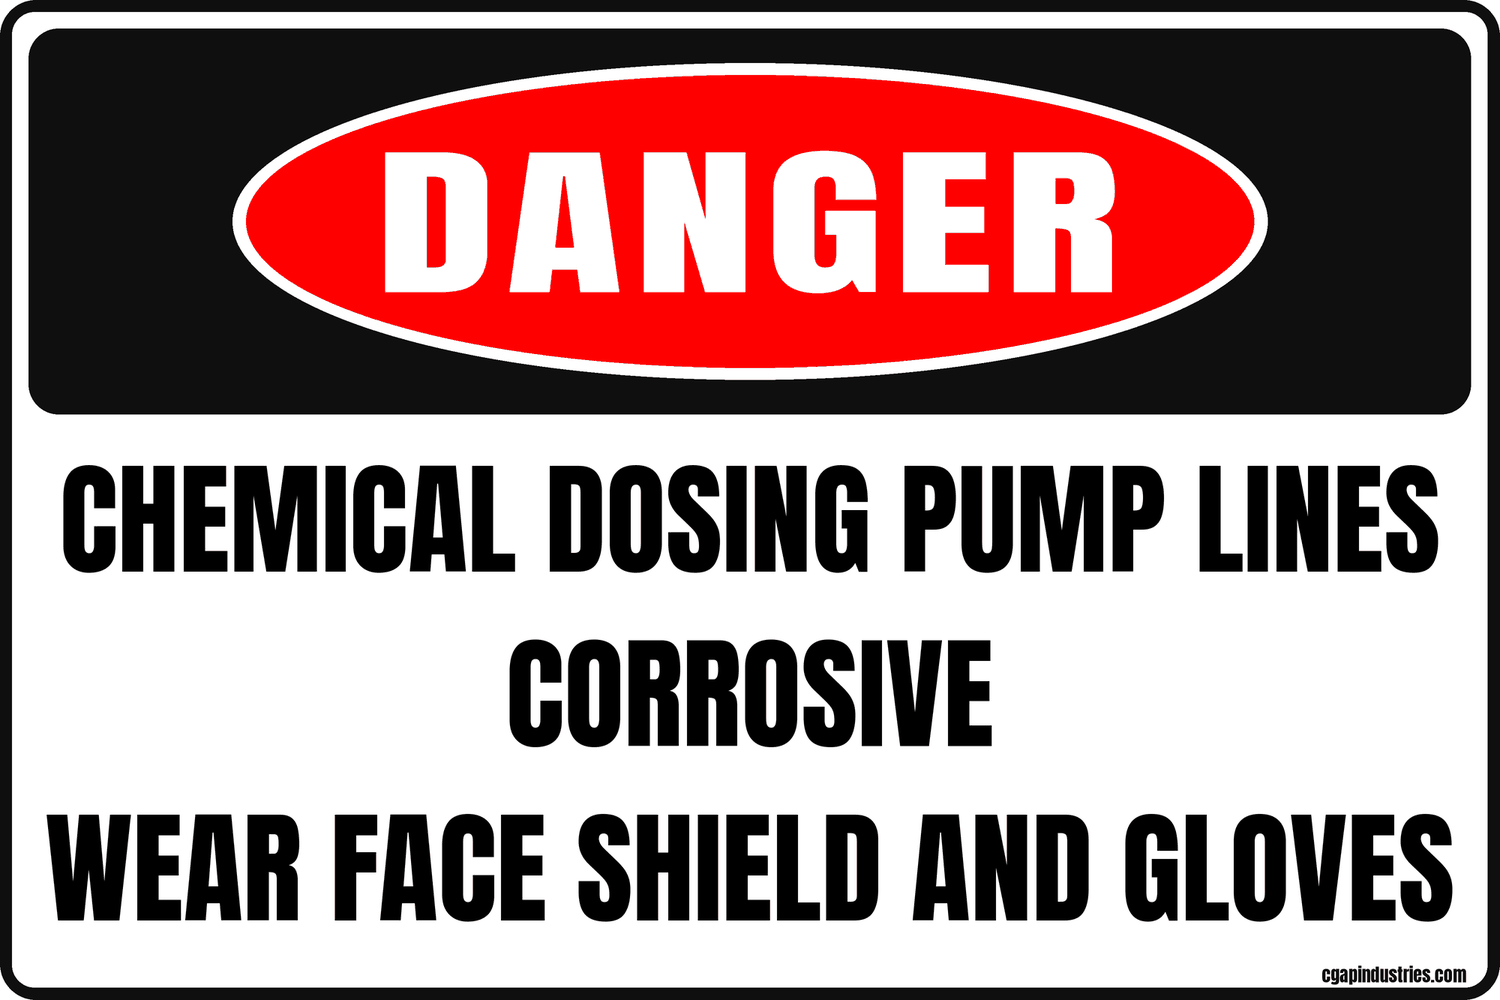 DANGER
CHEMICAL DOSING PUMP LINES
CORROSIVE
WEAR FACE SHIELD AND GLOVES
cgapindustries.com